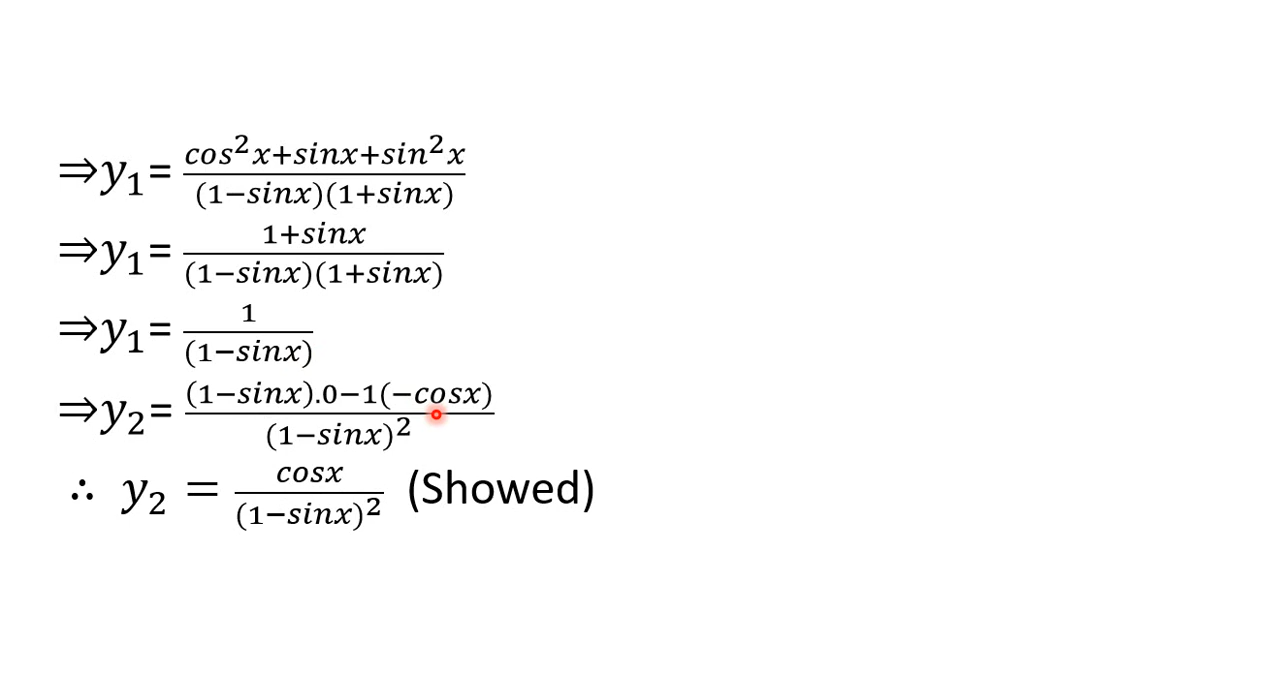 ⇒y₁= (cos²x+sinx+sin²x)/((1−sinx)(1+sinx))
⇒y₁= (1+sinx)/((1−sinx)(1+sinx))
⇒y₁= 1/(1−sinx)
⇒y₂= ((1−sinx).0−1(−cosx))/(1−sinx)²
∴ y₂ = cosx/(1−sinx)² (Showed)